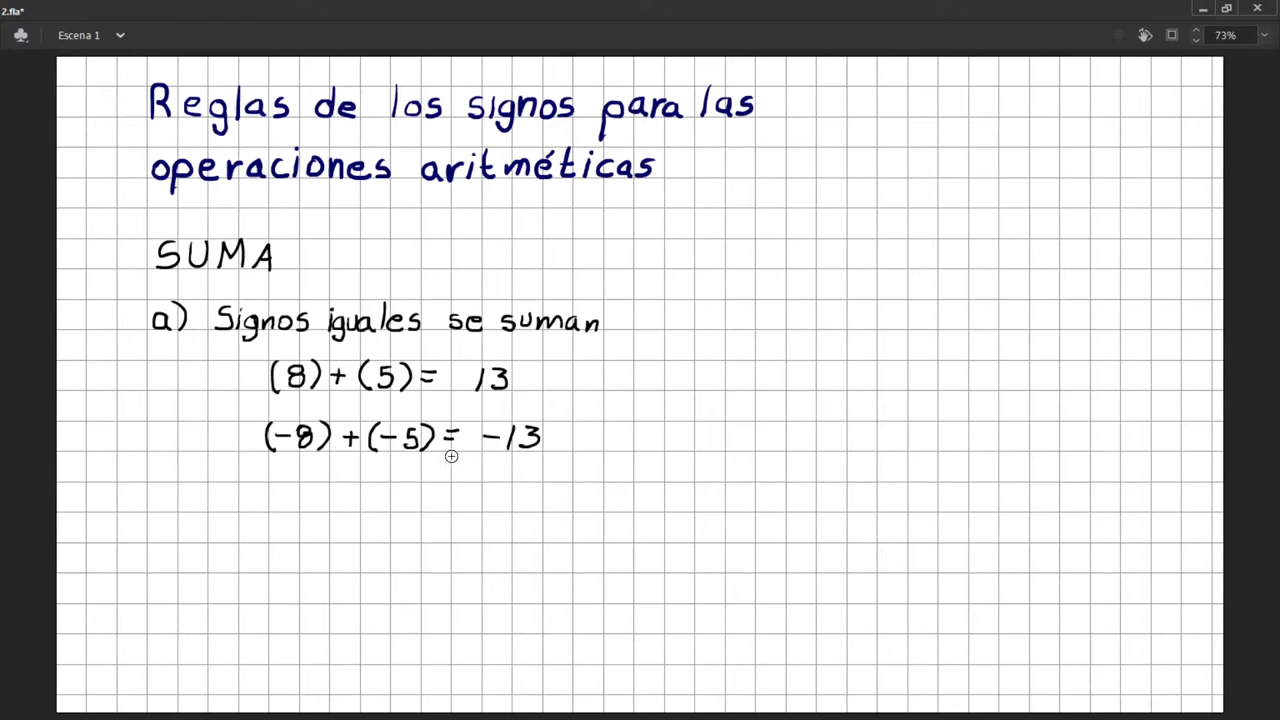 2.fla*
Escena 1
73%
Reglas de los signos para las
operaciones aritméticas
SUMA
a) Signos iguales se suman
(8)+(5)= 13
(-8)+(-5)= -13